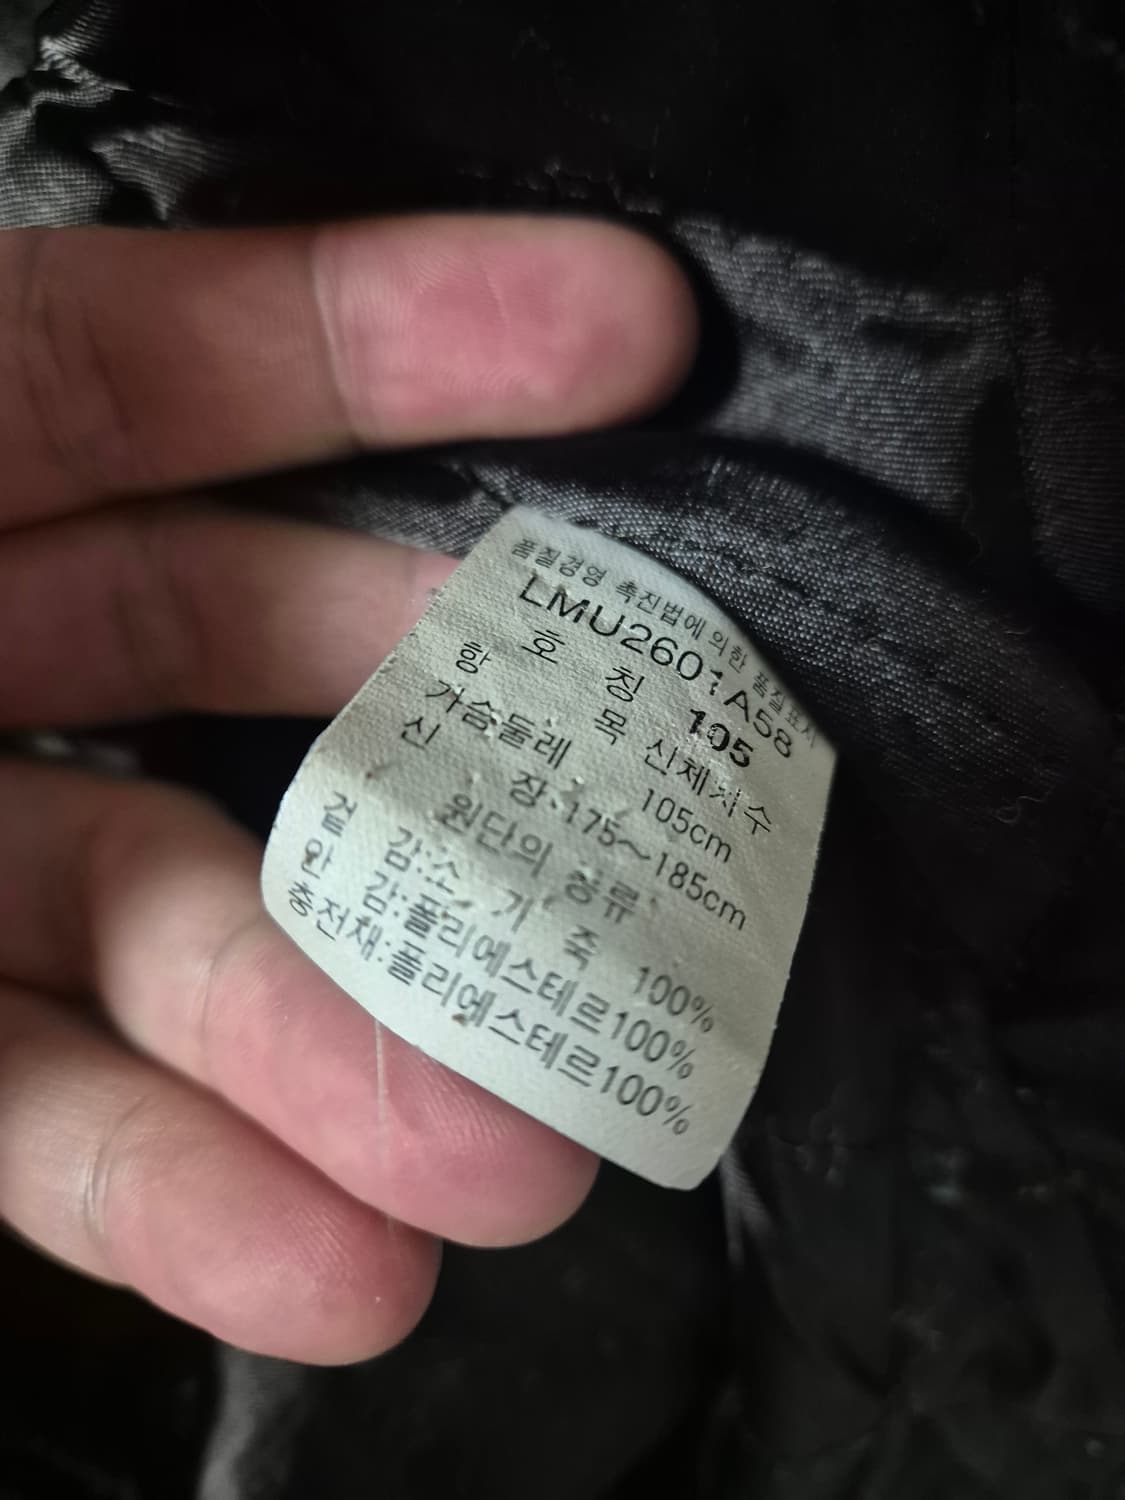 품질경영 촉진법에 의한 품질표시
LMU2601A58
호 칭 105
항 목 신체치수
가슴둘레 105cm
신 장 175~185cm
원단의 종류
겉 감:소 가 죽 100%
안 감:폴리에스테르100%
충전재:폴리에스테르100%